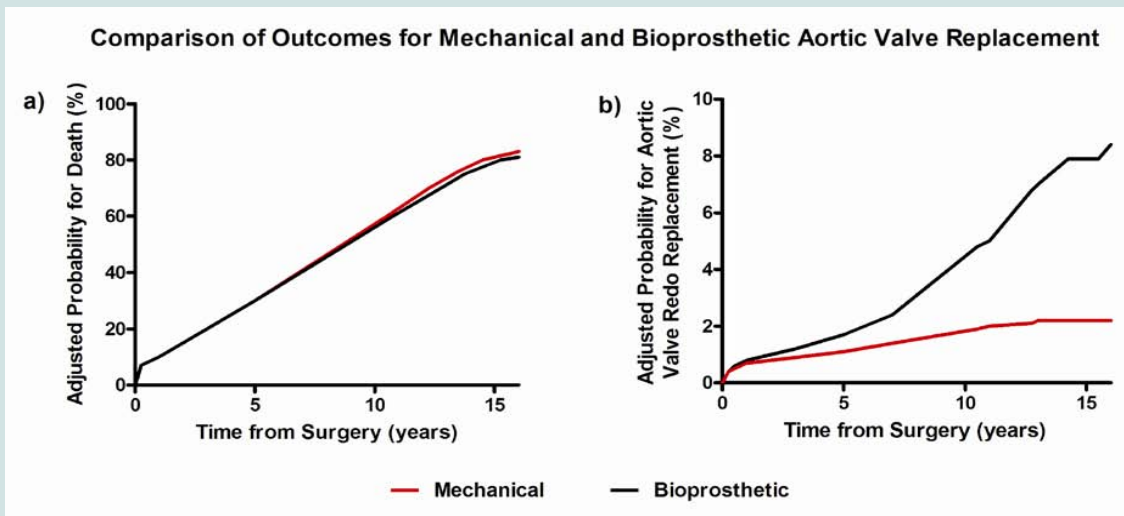 Comparison of Outcomes for Mechanical and Bioprosthetic Aortic Valve Replacement
a)
Adjusted Probability for Death (%)
100
80
60
40
20
0
0 5 10 15
Time from Surgery (years)
b)
Adjusted Probability for Aortic
Valve Redo Replacement (%)
10
8
6
4
2
0
0 5 10 15
Time from Surgery (years)
Mechanical Bioprosthetic